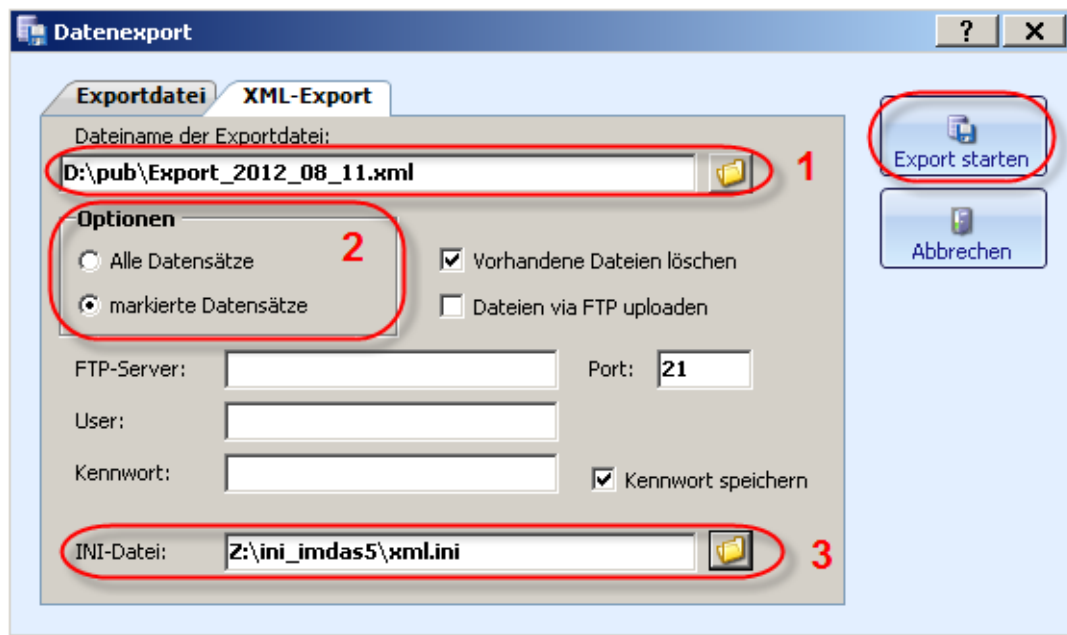 Datenexport
Exportdatei XML-Export
Dateiname der Exportdatei:
D:\pub\Export_2012_08_11.xml 1
Export starten
Optionen
2
Alle Datensätze
Vorhandene Dateien löschen
Abbrechen
markierte Datensätze
Dateien via FTP uploaden
FTP-Server: Port: 21
User:
Kennwort: Kennwort speichern
INI-Datei: Z:\ini_imdas5\xml.ini 3